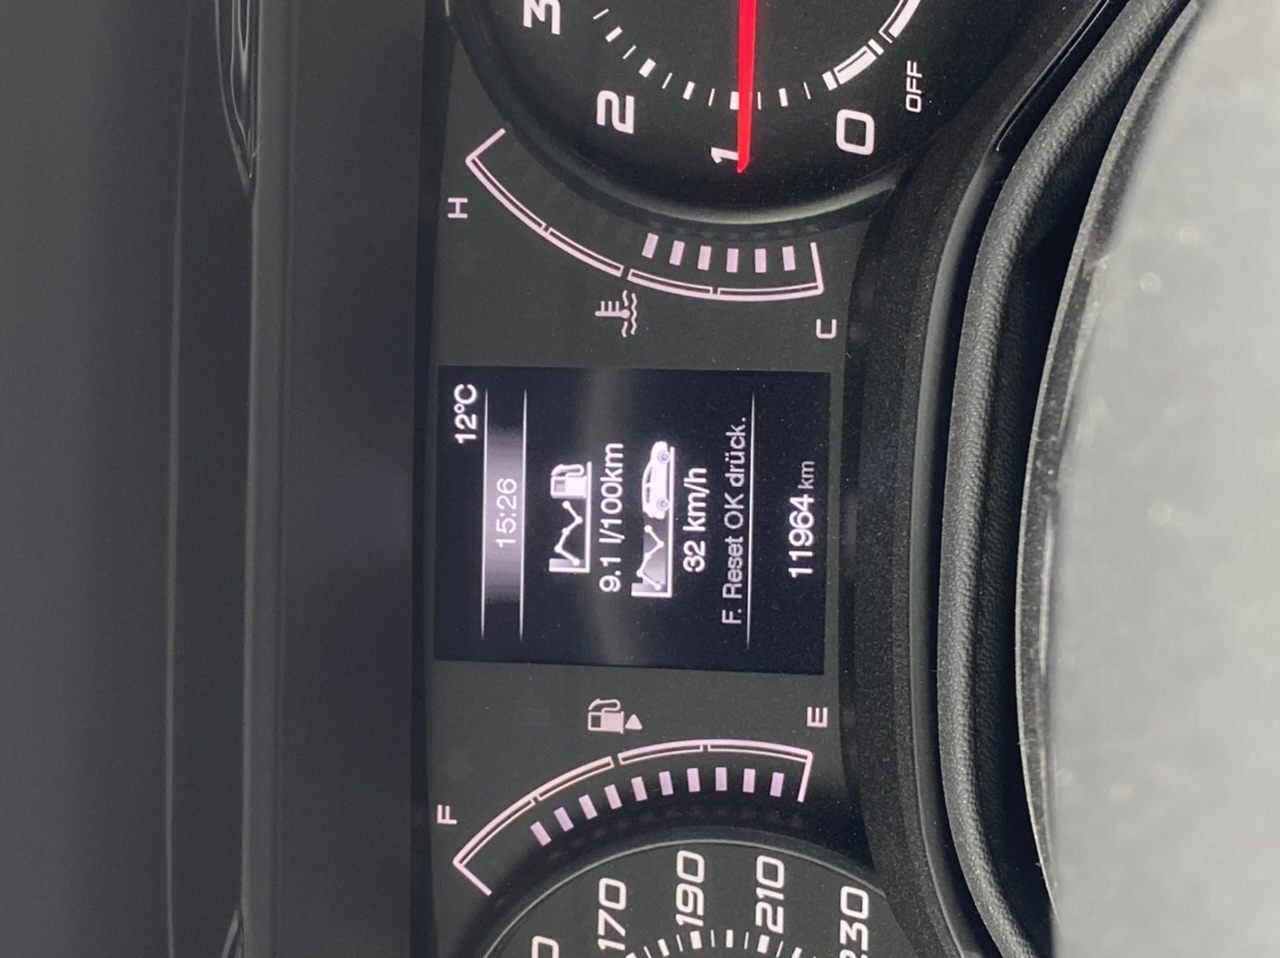 12°C
15:26
9.1 l/100km
32 km/h
F. Reset OK drück.
11964 km
F
E
H
C
170
190
210
230
0
1
2
3
OFF